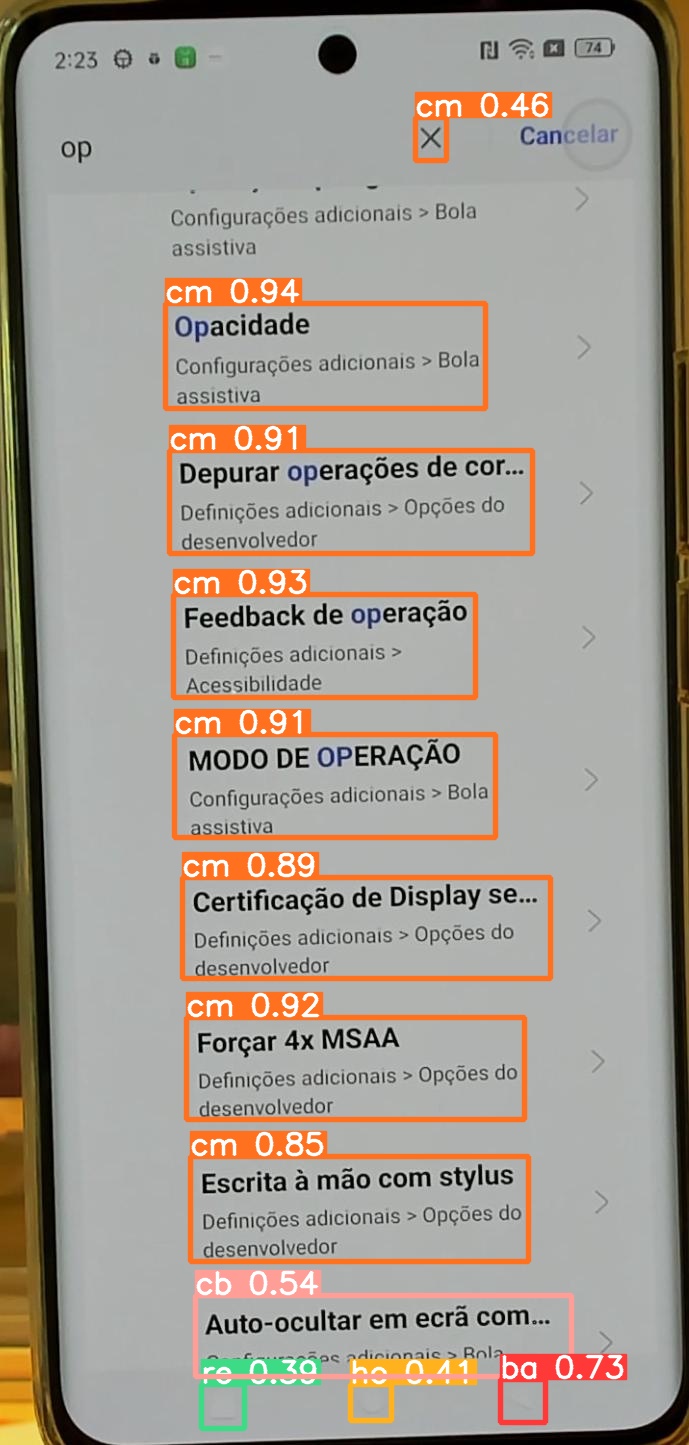 2:23
74
cm 0.46
op
Cancelar
Configurações adicionais > Bola
assistiva
cm 0.94
Opacidade
Configurações adicionais > Bola
assistiva
cm 0.91
Depurar operações de cor...
Definições adicionais > Opções do
desenvolvedor
cm 0.93
Feedback de operação
Definições adicionais >
Acessibilidade
cm 0.91
MODO DE OPERAÇÃO
Configurações adicionais > Bola
assistiva
cm 0.89
Certificação de Display se...
Definições adicionais > Opções do
desenvolvedor
cm 0.92
Forçar 4x MSAA
Definições adicionais > Opções do
desenvolvedor
cm 0.85
Escrita à mão com stylus
Definições adicionais > Opções do
desenvolvedor
cb 0.54
Auto-ocultar em ecrã com...
Configurações adicionais > Bola
re 0.39
ho 0.41
ba 0.73